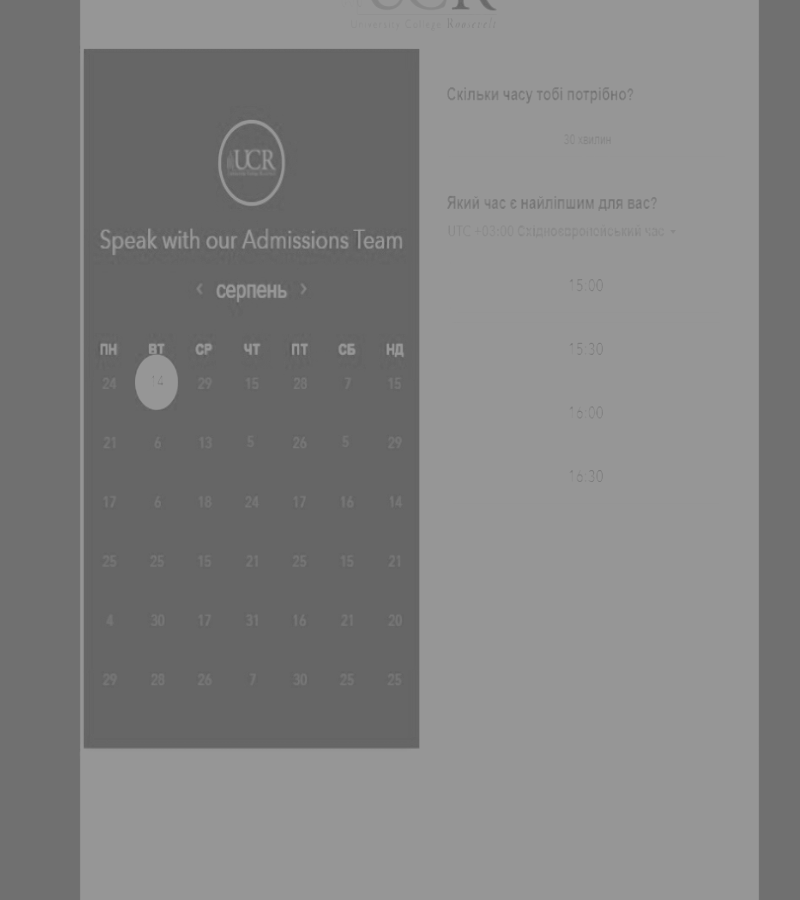 UCR
University College Roosevelt
UCR
Speak with our Admissions Team
‹ серпень ›
ПН ВТ СР ЧТ ПТ СБ НД
24 14 29 15 28 7 15
21 6 13 5 26 5 29
17 6 18 24 17 16 14
25 25 15 21 25 15 21
4 30 17 31 16 21 20
29 28 26 7 30 25 25
Скільки часу тобі потрібно?
30 хвилин
Який час є найліпшим для вас?
UTC +03:00 Східноєвропейський час
15:00
15:30
16:00
16:30